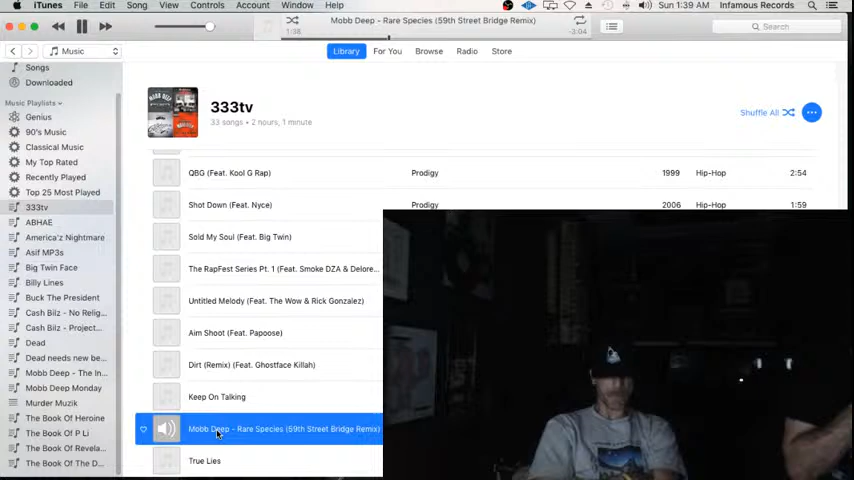 iTunes File Edit Song View Controls Account Window Help Sun 1:39 AM Infamous Records
Mobb Deep - Rare Species (59th Street Bridge Remix)
1:38 -3:04
Search
Music
Library For You Browse Radio Store
Songs
Downloaded
Music Playlists
Genius
90's Music
Classical Music
My Top Rated
Recently Played
Top 25 Most Played
333tv
ABHAE
America'z Nightmare
Asif MP3s
Big Twin Face
Billy Lines
Buck The President
Cash Bilz - No Relig...
Cash Bilz - Project...
Dead
Dead needs new be...
Mobb Deep - The In...
Mobb Deep Monday
Murder Muzik
The Book Of Heroine
The Book Of P Li
The Book Of Revela...
The Book Of The D...
333tv
33 songs • 2 hours, 1 minute
Shuffle All
QBG (Feat. Kool G Rap) Prodigy 1999 Hip-Hop 2:54
Shot Down (Feat. Nyce) Prodigy 2006 Hip-Hop 1:59
Sold My Soul (Feat. Big Twin)
The RapFest Series Pt. 1 (Feat. Smoke DZA & Delore...
Untitled Melody (Feat. The Wow & Rick Gonzalez)
Aim Shoot (Feat. Papoose)
Dirt (Remix) (Feat. Ghostface Killah)
Keep On Talking
Mobb Deep - Rare Species (59th Street Bridge Remix)
True Lies